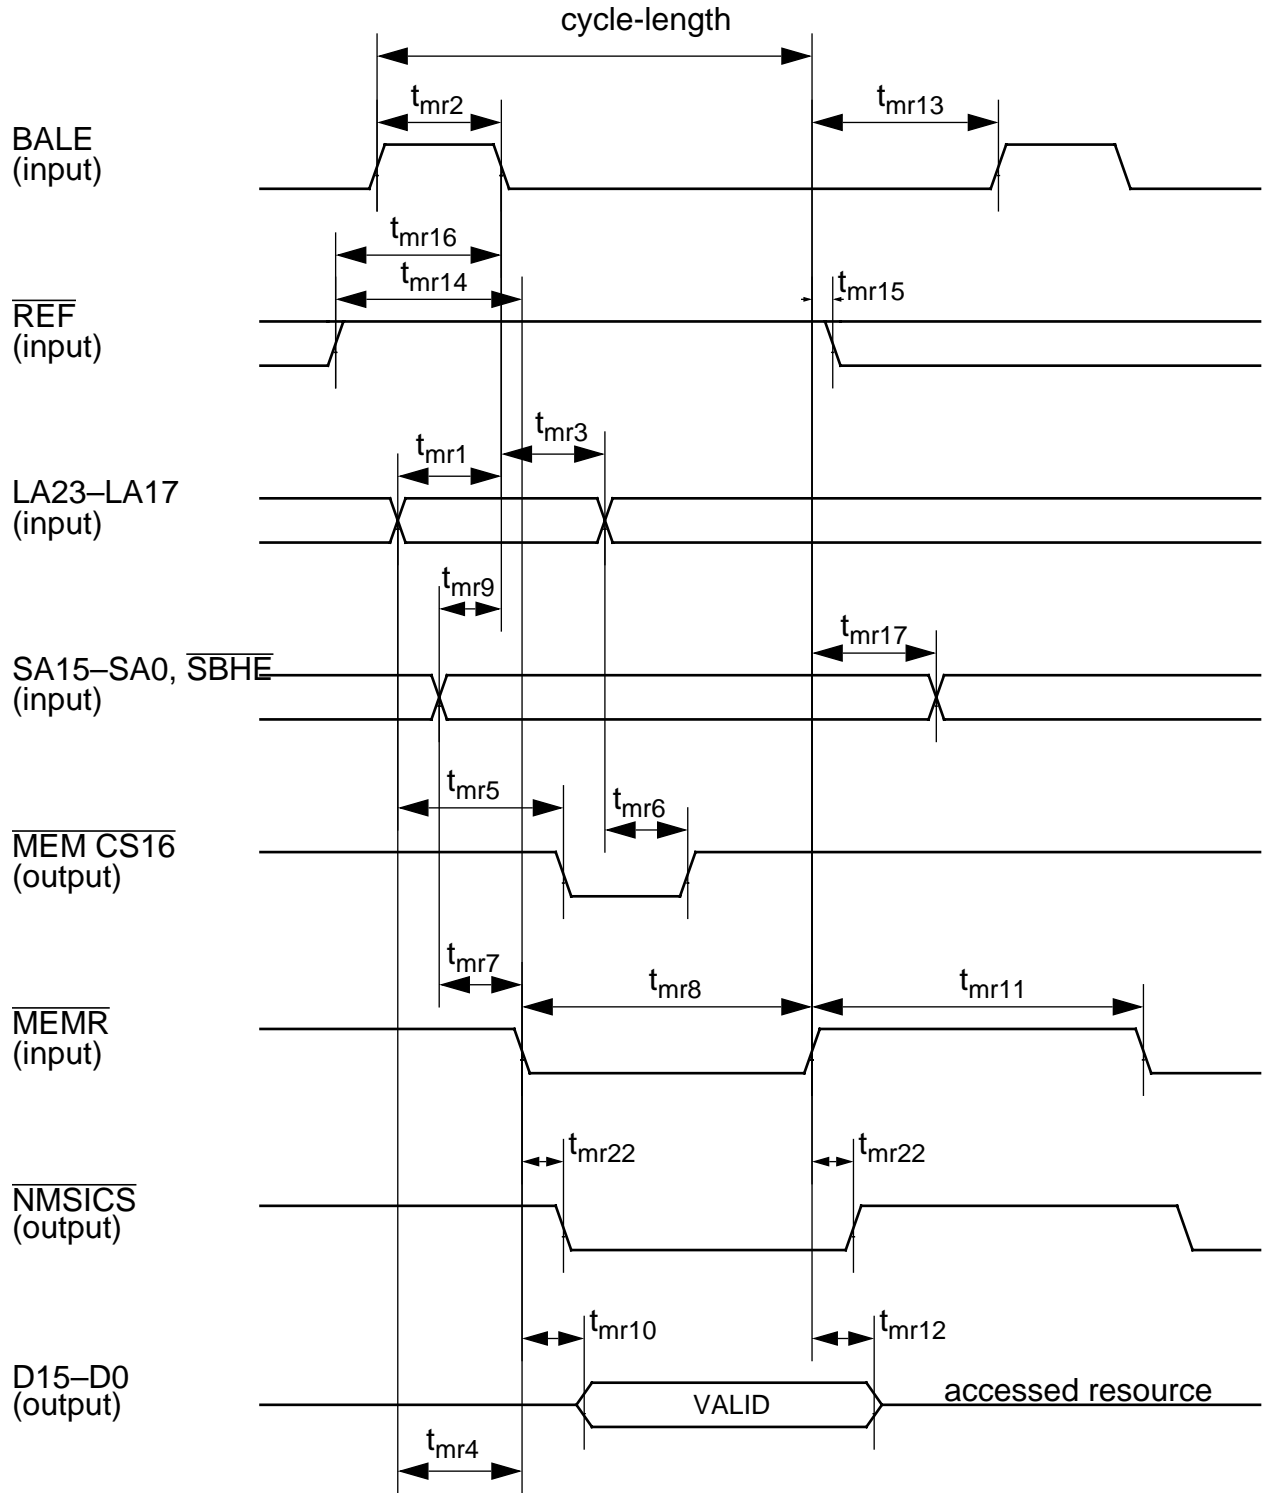 cycle-length
tmr2
tmr13
BALE
(input)
tmr16
tmr14
tmr15
REF
(input)
tmr3
tmr1
LA23–LA17
(input)
tmr9
tmr17
SA15–SA0, SBHE
(input)
tmr5
tmr6
MEM CS16
(output)
tmr7
tmr8
tmr11
MEMR
(input)
tmr22
tmr22
NMSICS
(output)
tmr10
tmr12
D15–D0
(output)
VALID
accessed resource
tmr4